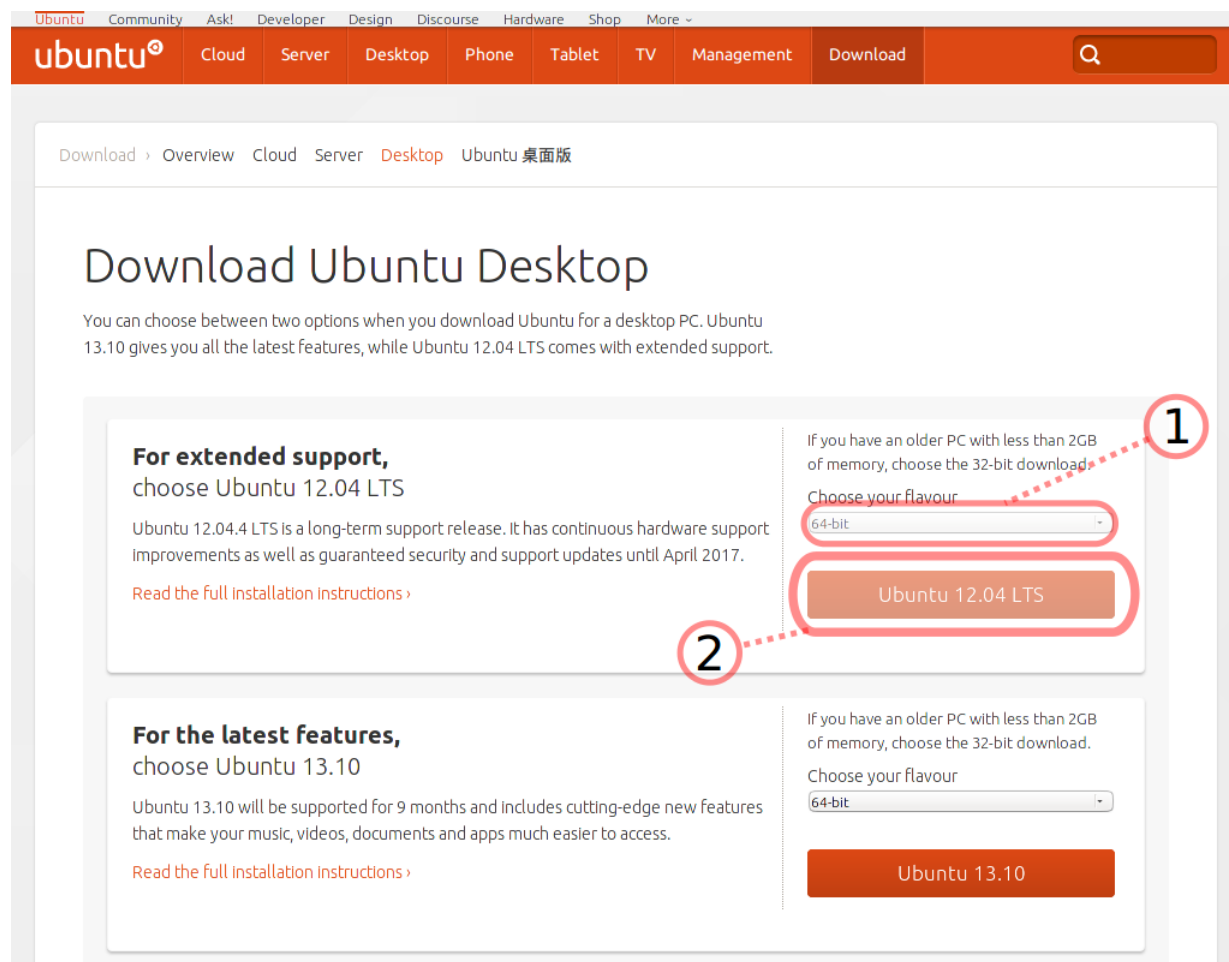 Ubuntu Community Ask! Developer Design Discourse Hardware Shop More
ubuntu Cloud Server Desktop Phone Tablet TV Management Download
Download › Overview Cloud Server Desktop Ubuntu 桌面版
Download Ubuntu Desktop
You can choose between two options when you download Ubuntu for a desktop PC. Ubuntu
13.10 gives you all the latest features, while Ubuntu 12.04 LTS comes with extended support.
For extended support,
choose Ubuntu 12.04 LTS
Ubuntu 12.04.4 LTS is a long-term support release. It has continuous hardware support
improvements as well as guaranteed security and support updates until April 2017.
Read the full installation instructions ›
If you have an older PC with less than 2GB
of memory, choose the 32-bit download.
Choose your flavour
64-bit
Ubuntu 12.04 LTS
1
2
For the latest features,
choose Ubuntu 13.10
Ubuntu 13.10 will be supported for 9 months and includes cutting-edge new features
that make your music, videos, documents and apps much easier to access.
Read the full installation instructions ›
If you have an older PC with less than 2GB
of memory, choose the 32-bit download.
Choose your flavour
64-bit
Ubuntu 13.10